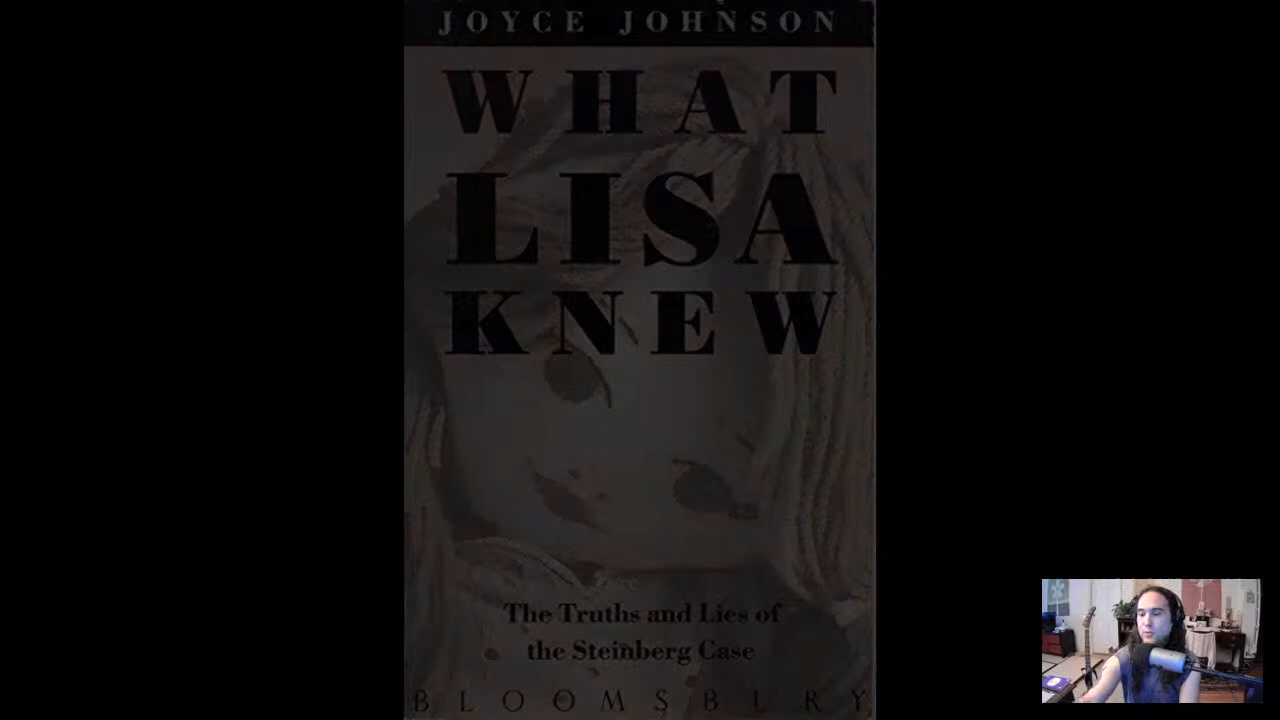 JOYCE JOHNSON
WHAT
LISA
KNEW
The Truths and Lies of
the Steinberg Case
BLOOMSBURY